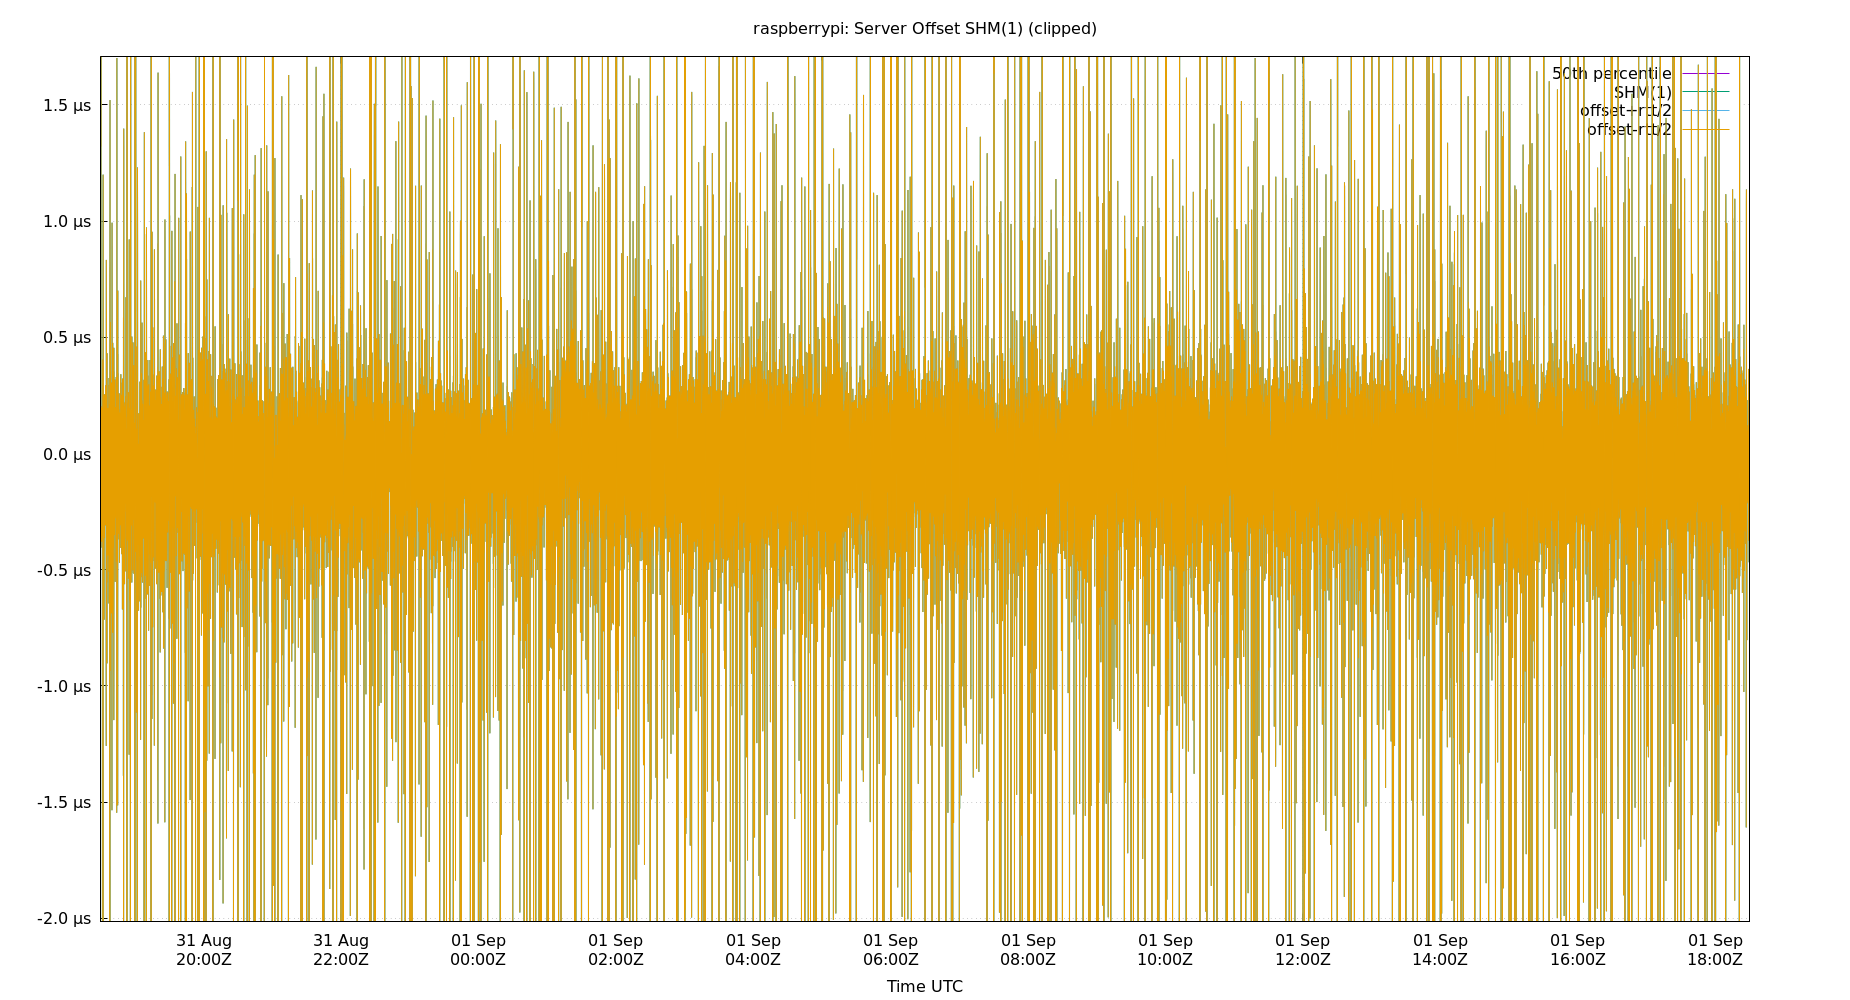 raspberrypi: Server Offset SHM(1) (clipped)
50th percentile
SHM(1)
offset+rtt/2
offset-rtt/2
1.5 µs
1.0 µs
0.5 µs
0.0 µs
-0.5 µs
-1.0 µs
-1.5 µs
-2.0 µs
31 Aug 31 Aug 01 Sep 01 Sep 01 Sep 01 Sep 01 Sep 01 Sep 01 Sep 01 Sep 01 Sep 01 Sep
20:00Z 22:00Z 00:00Z 02:00Z 04:00Z 06:00Z 08:00Z 10:00Z 12:00Z 14:00Z 16:00Z 18:00Z
Time UTC